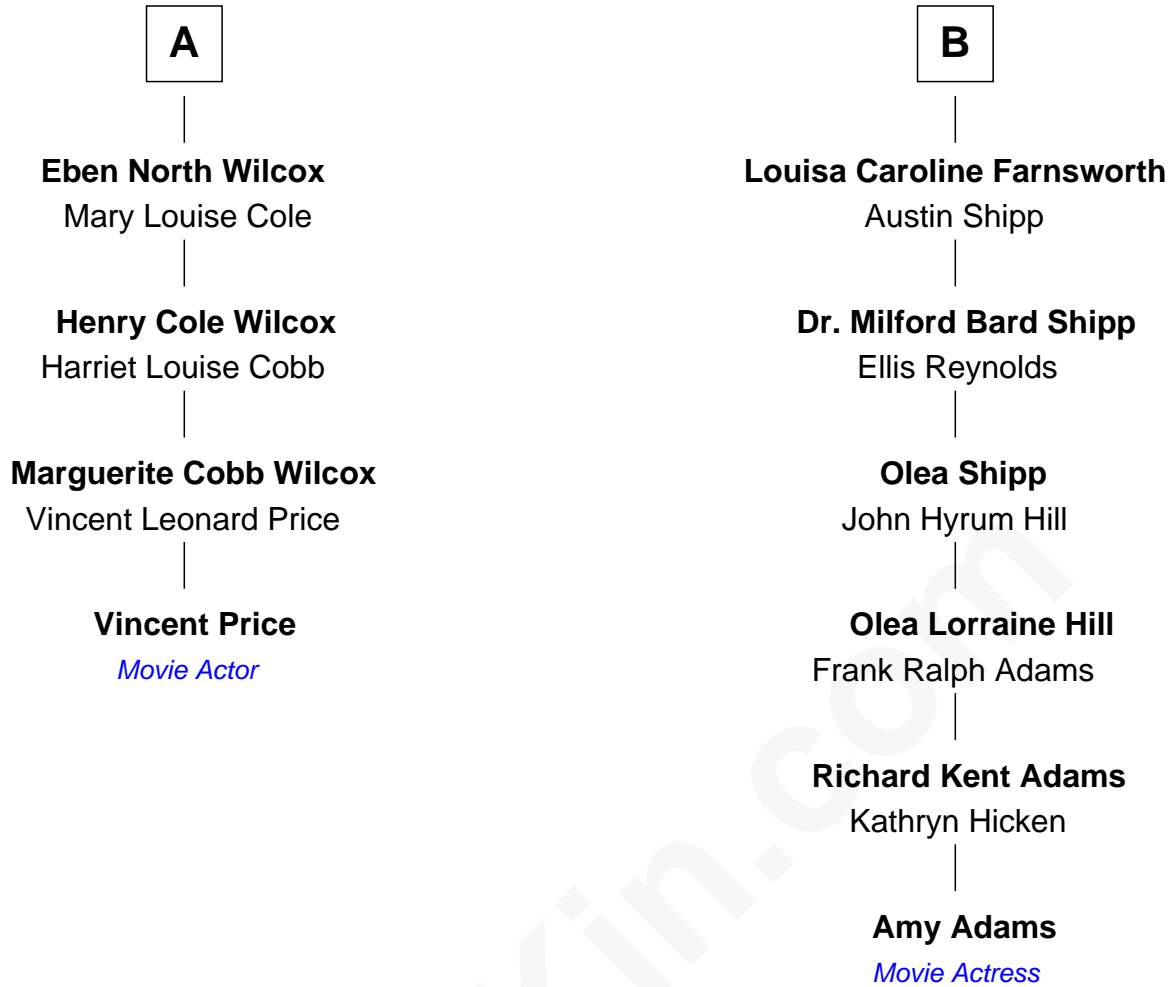 A
Eben North Wilcox
Mary Louise Cole
Henry Cole Wilcox
Harriet Louise Cobb
Marguerite Cobb Wilcox
Vincent Leonard Price
Vincent Price
Movie Actor
B
Louisa Caroline Farnsworth
Austin Shipp
Dr. Milford Bard Shipp
Ellis Reynolds
Olea Shipp
John Hyrum Hill
Olea Lorraine Hill
Frank Ralph Adams
Richard Kent Adams
Kathryn Hicken
Amy Adams
Movie Actress
Kin.com